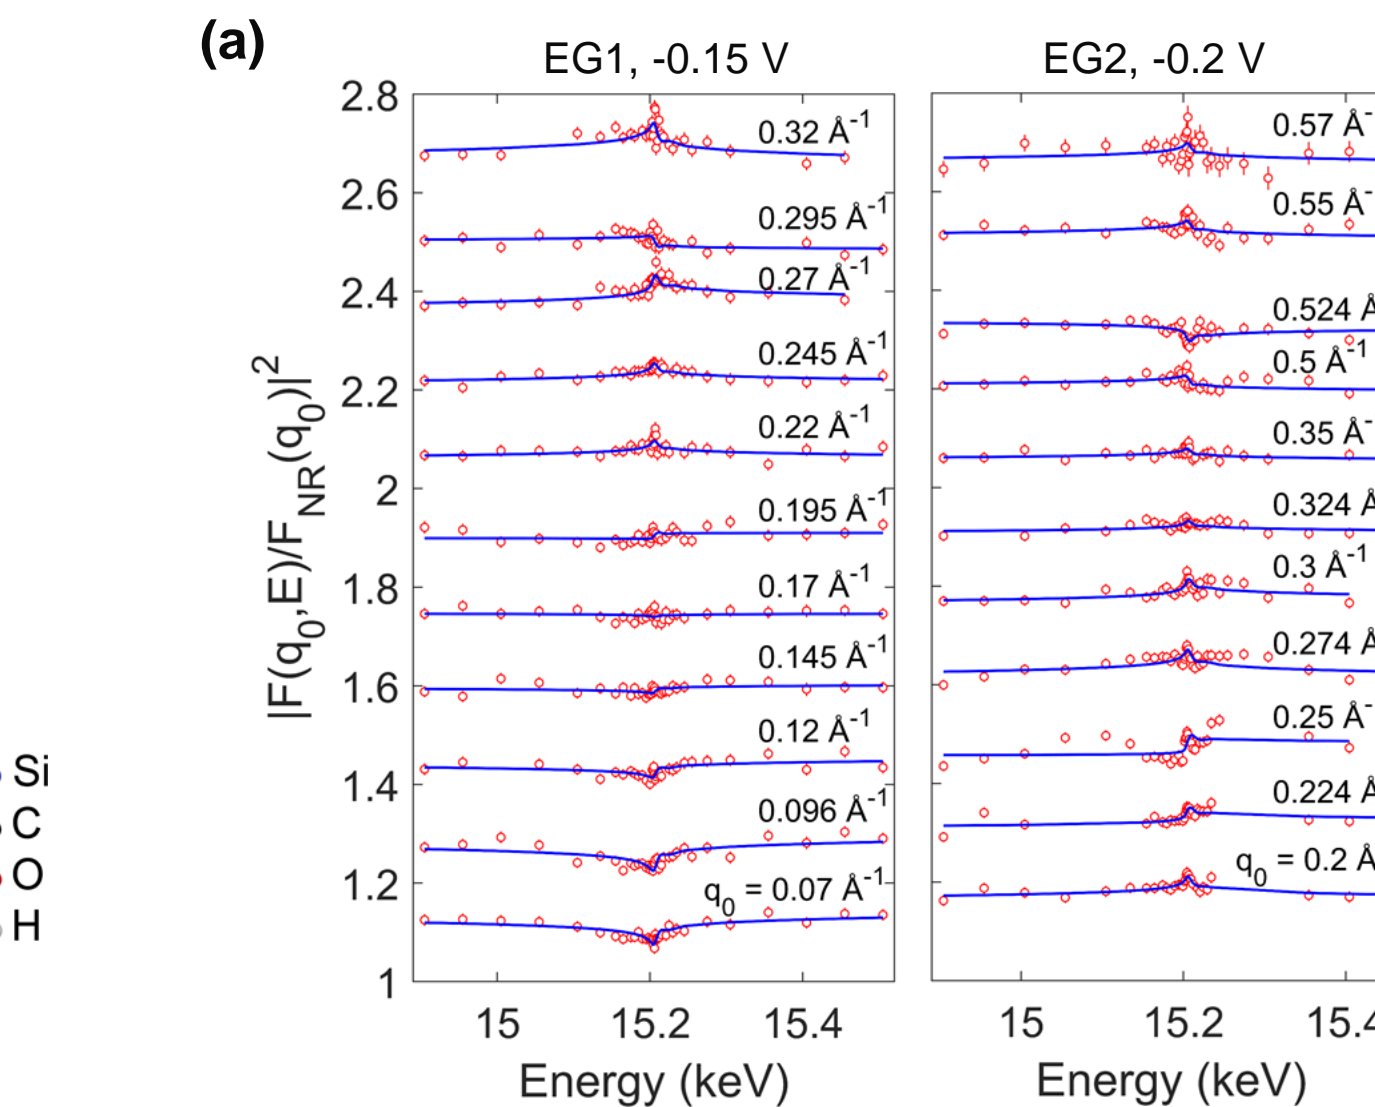 (a)
EG1, -0.15 V
EG2, -0.2 V
|F(q0,E)/FNR(q0)|2
2.8
2.6
2.4
2.2
2
1.8
1.6
1.4
1.2
1
0.32 Å-1
0.295 Å-1
0.27 Å-1
0.245 Å-1
0.22 Å-1
0.195 Å-1
0.17 Å-1
0.145 Å-1
0.12 Å-1
0.096 Å-1
q0 = 0.07 Å-1
0.57 Å-
0.55 Å-
0.524 Å
0.5 Å-1
0.35 Å-
0.324 Å
0.3 Å-1
0.274 Å
0.25 Å-
0.224 Å
q0 = 0.2 Å
Si
C
O
H
15 15.2 15.4
15 15.2 15.4
Energy (keV)
Energy (keV)